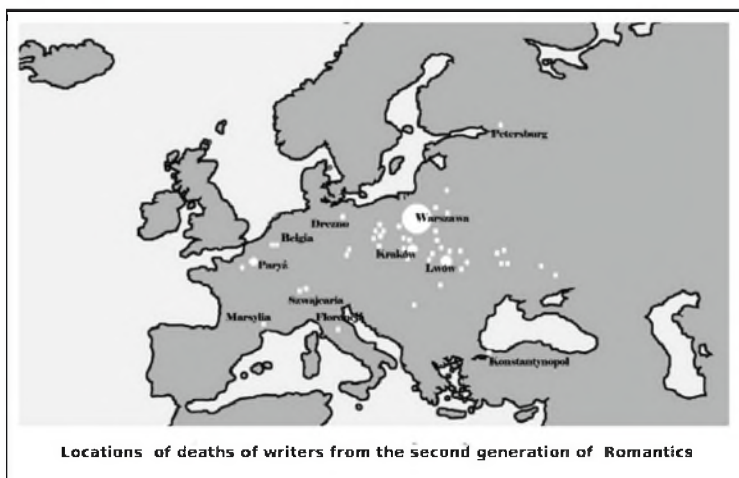 Petersburg
Warszawa
Drezno
Belgia
Kraków
Lwów
Paryż
Szwajcaria
Marsylia
Florencja
Konstantynopol
Locations of deaths of writers from the second generation of Romantics